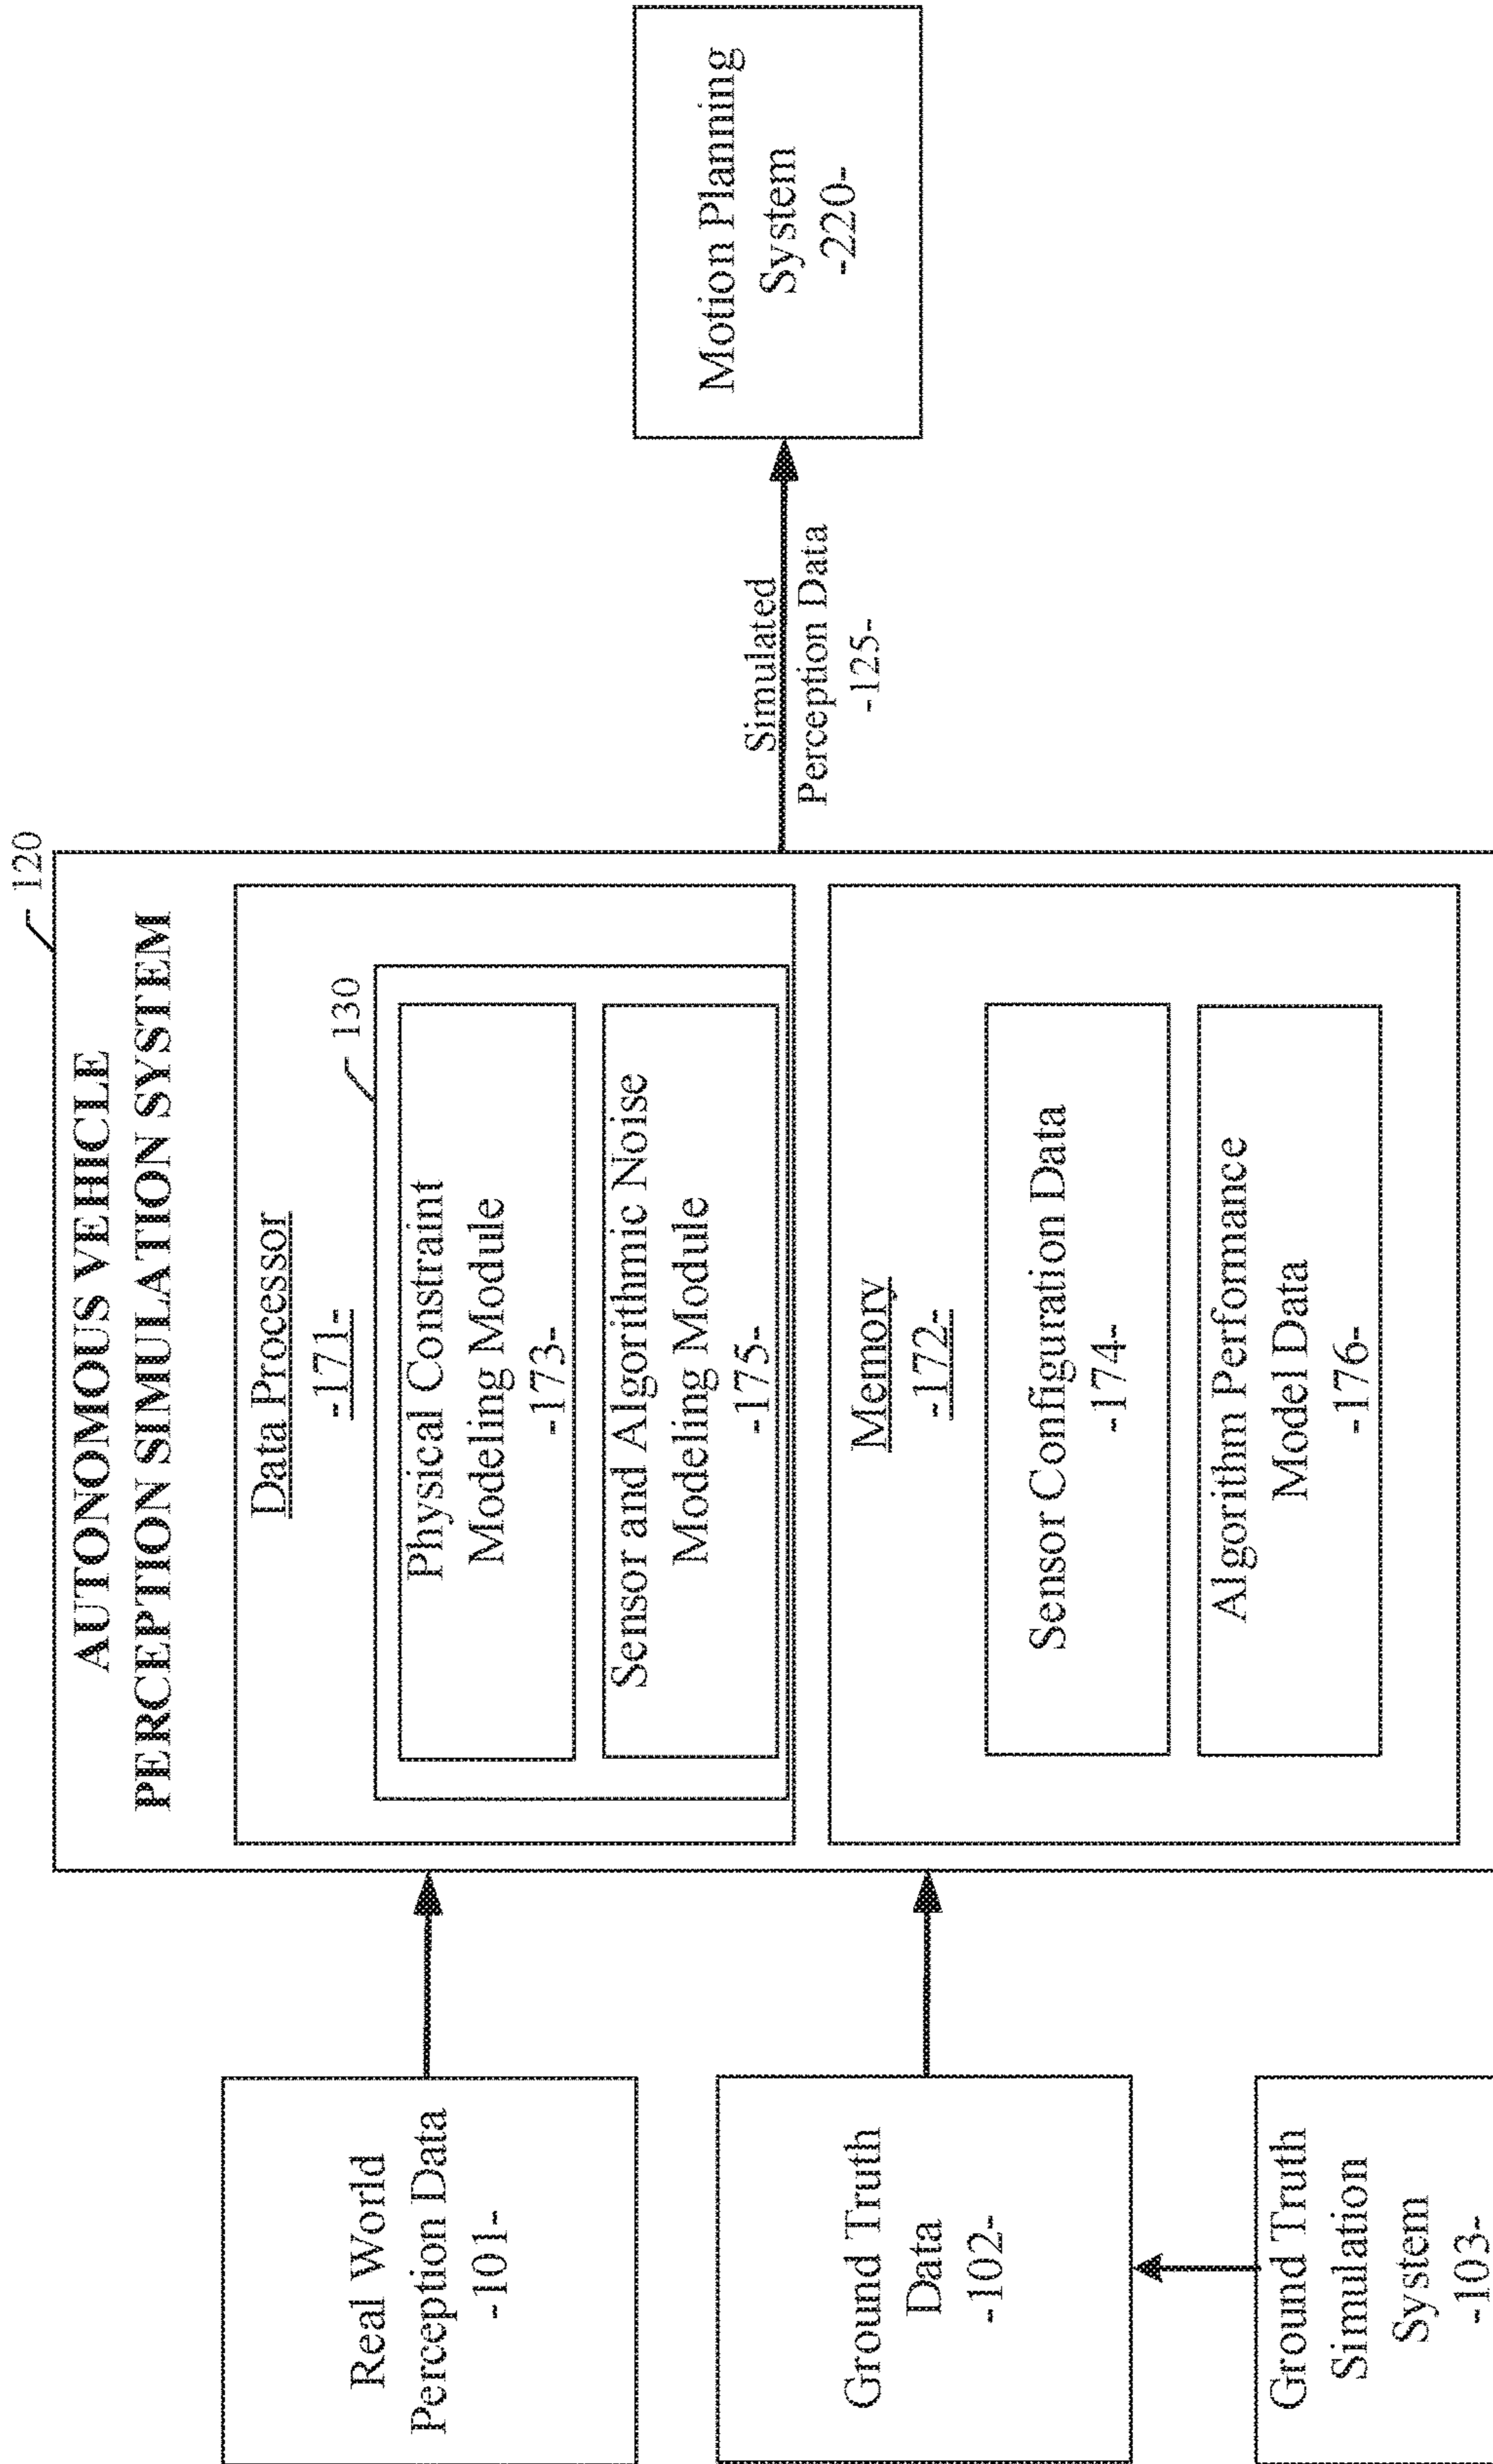 Real World
Perception Data
-101-
Ground Truth
Data
-102-
Ground Truth
Simulation
System
-103-
120
AUTONOMOUS VEHICLE
PERCEPTION SIMULATION SYSTEM
Data Processor
-171-
130
Physical Constraint
Modeling Module
-173-
Sensor and Algorithmic Noise
Modeling Module
-175-
Memory
-172-
Sensor Configuration Data
-174-
Algorithm Performance
Model Data
-176-
Simulated
Perception Data
-125-
Motion Planning
System
-220-